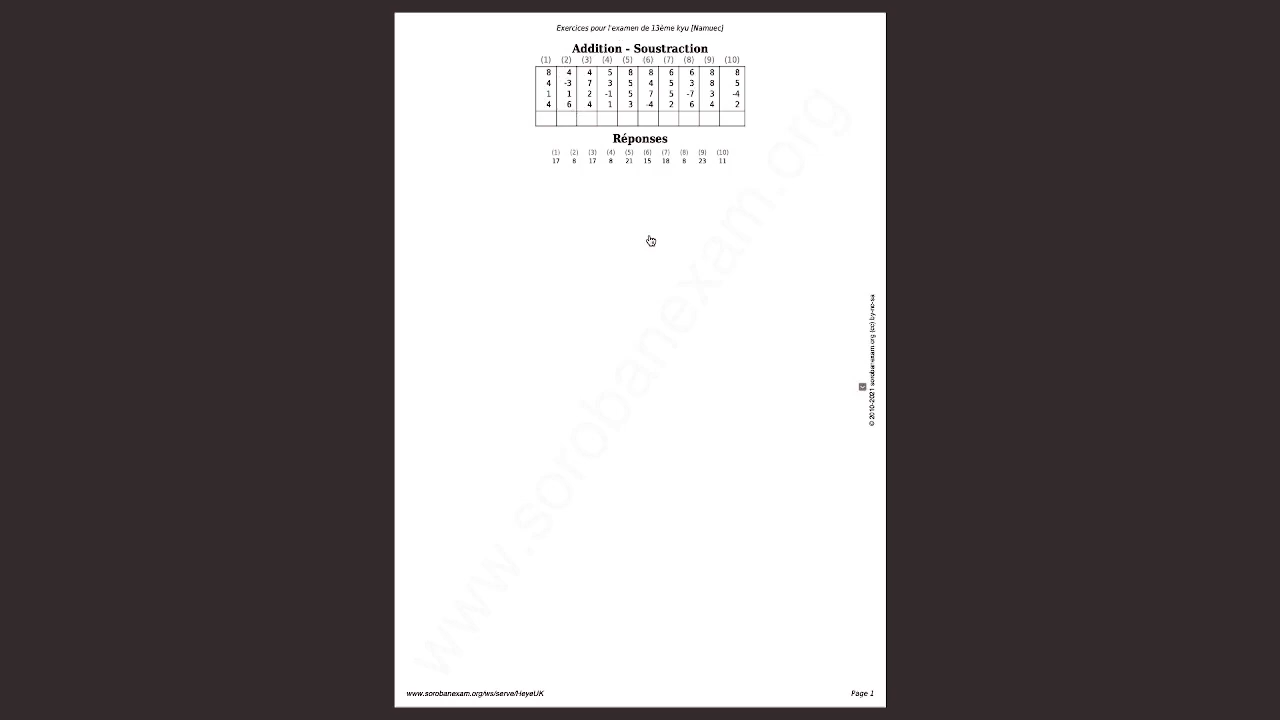 Exercices pour l'examen de 13ème kyu [Namuec]
Addition - Soustraction
(1) (2) (3) (4) (5) (6) (7) (8) (9) (10)
8 4 4 5 8 8 6 6 8 8
4 -3 7 3 5 4 5 3 8 5
1 1 2 -1 5 7 5 -7 3 -4
4 6 4 1 3 -4 2 6 4 2
Réponses
(1) (2) (3) (4) (5) (6) (7) (8) (9) (10)
17 8 17 8 21 15 18 8 23 11
www.sorobanexam.org
© 2010-2021 sorobanexam.org (cc) by-nc-sa
www.sorobanexam.org/ws/serve/HeyeUK
Page 1